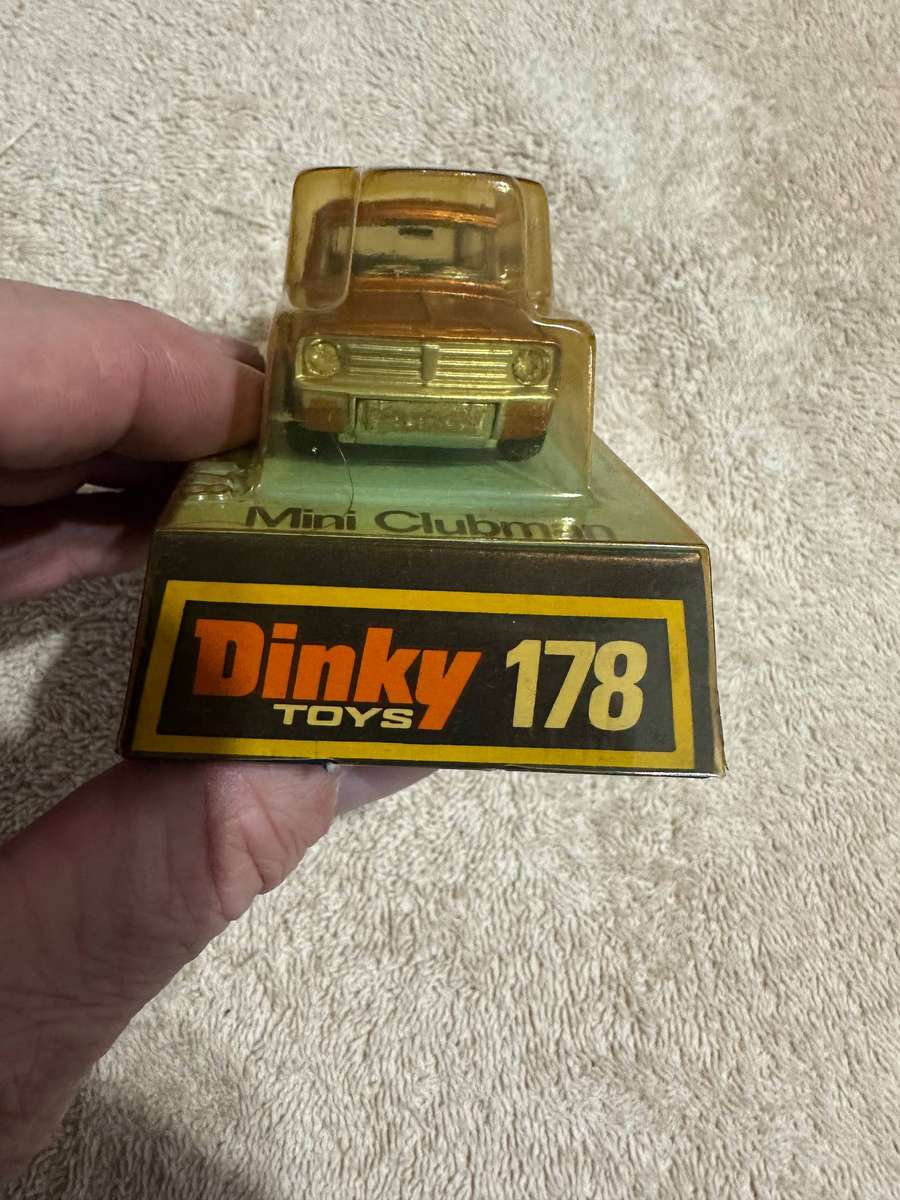 Mini Clubman
Dinky 178
TOYS